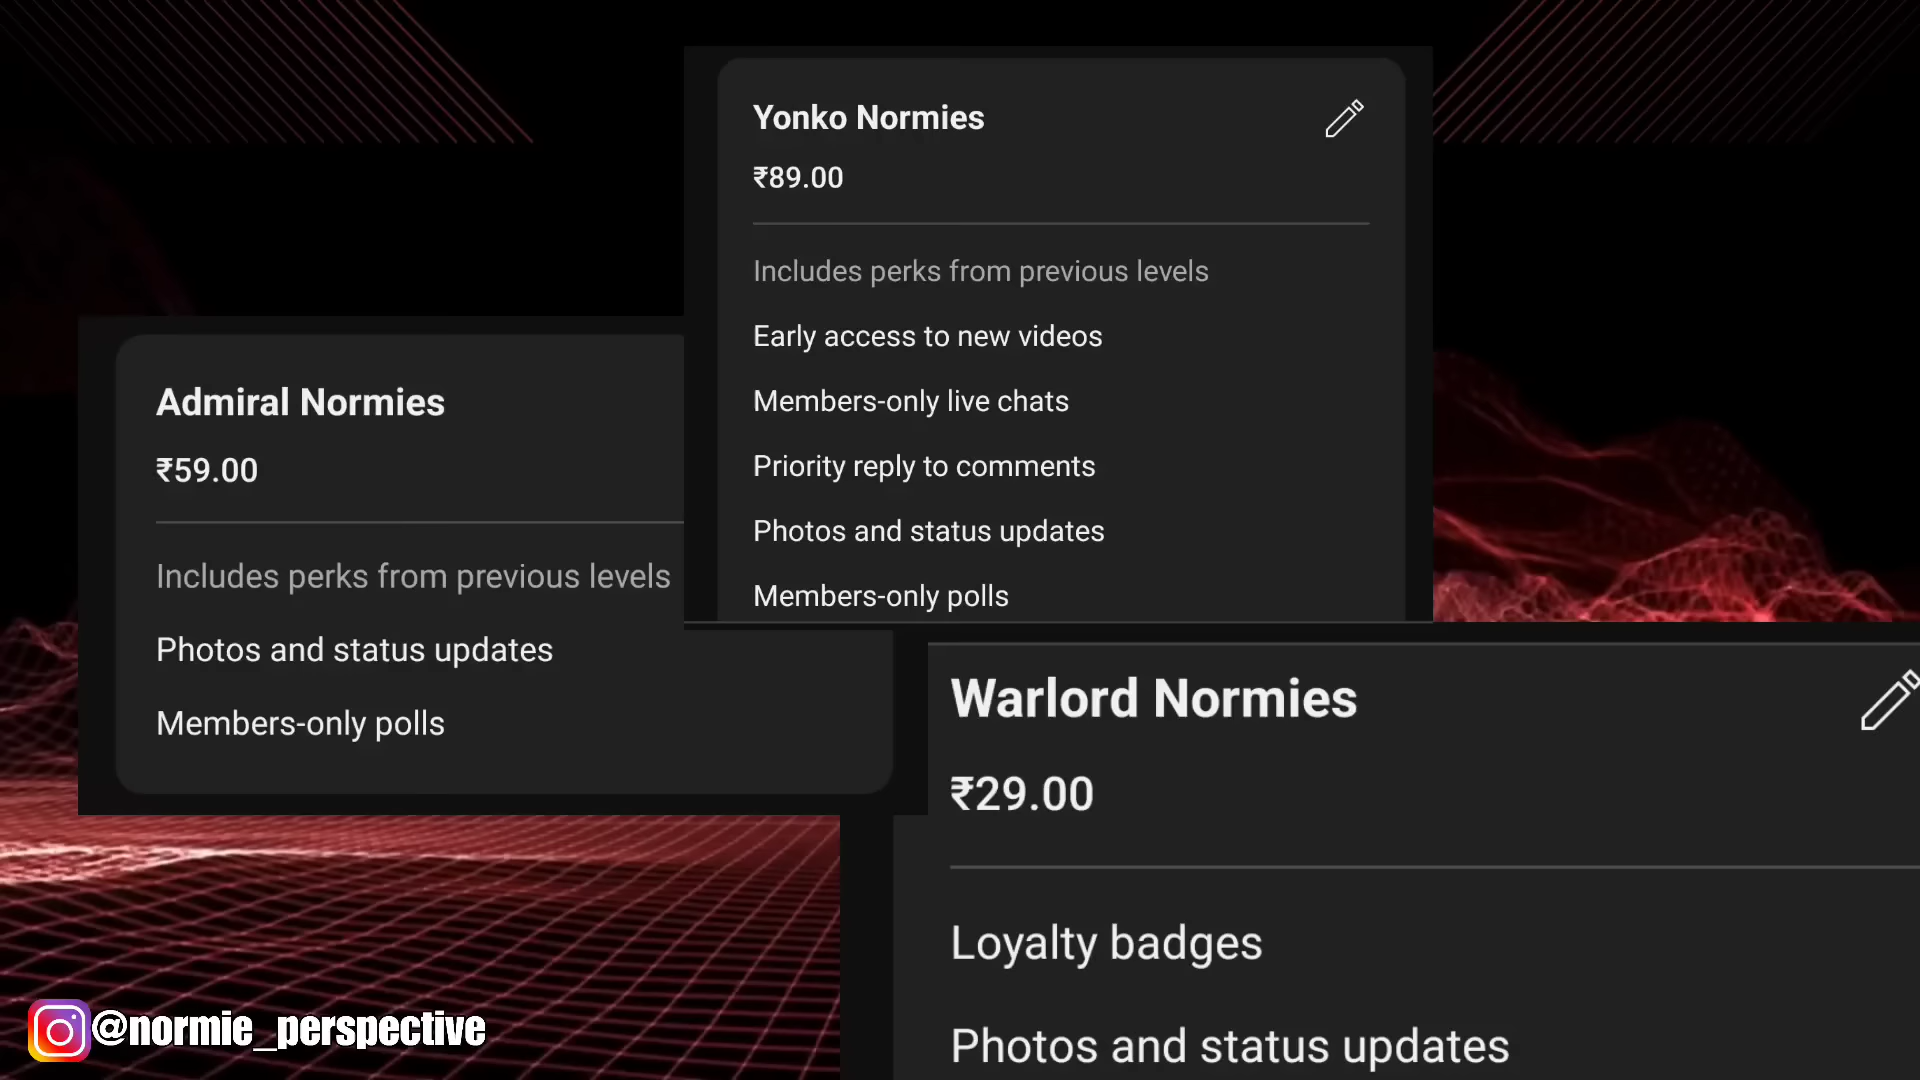 Yonko Normies
₹89.00
Includes perks from previous levels
Early access to new videos
Members-only live chats
Priority reply to comments
Photos and status updates
Members-only polls
Admiral Normies
₹59.00
Includes perks from previous levels
Photos and status updates
Members-only polls
Warlord Normies
₹29.00
Loyalty badges
Photos and status updates
@normie_perspective